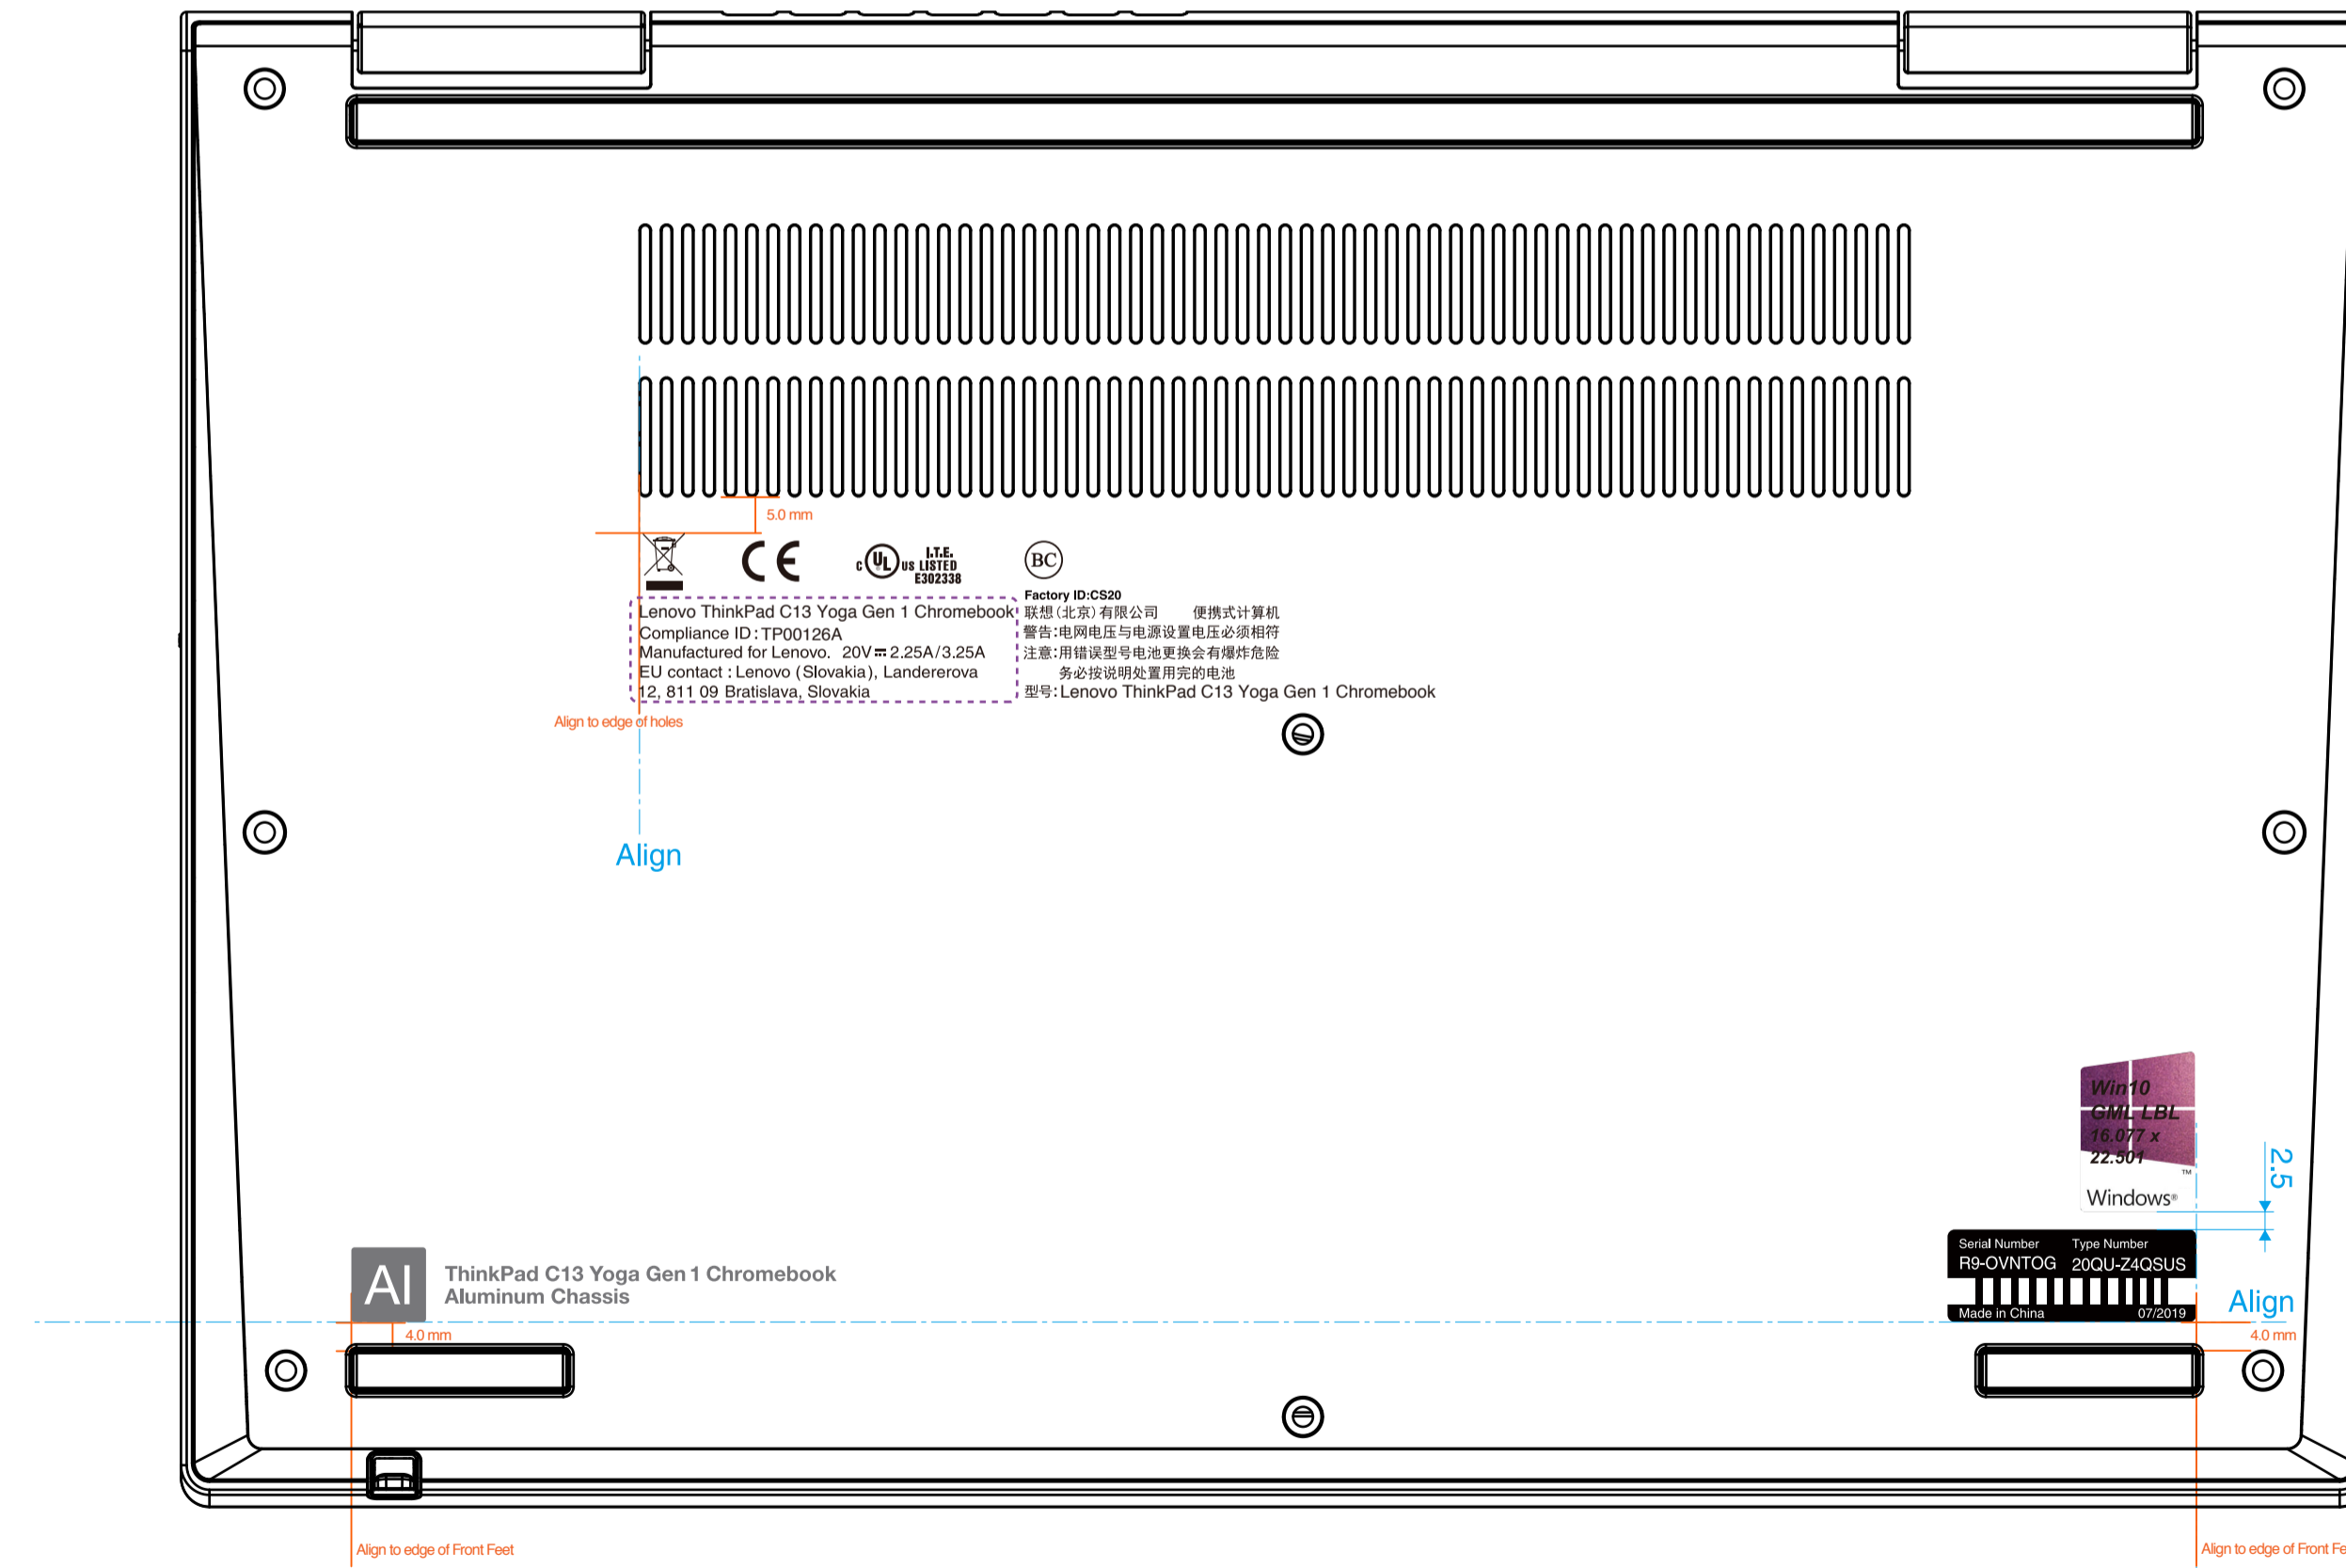 5.0 mm
CE
C UL US I.T.E. LISTED E302338
BC
Lenovo ThinkPad C13 Yoga Gen 1 Chromebook
Compliance ID : TP00126A
Manufactured for Lenovo. 20V⎓2.25A/3.25A
EU contact : Lenovo (Slovakia), Landererova
12, 811 09 Bratislava, Slovakia
Factory ID:CS20
联想(北京)有限公司 便携式计算机
警告:电网电压与电源设置电压必须相符
注意:用错误型号电池更换会有爆炸危险
务必按说明处置用完的电池
型号:Lenovo ThinkPad C13 Yoga Gen 1 Chromebook
Align to edge of holes
Align
Win10
GML LBL
16.077 x
22.501
TM
Windows®
2.5
Serial Number Type Number
R9-OVNTOG 20QU-Z4QSUS
Made in China 07/2019
Align
4.0 mm
AI
ThinkPad C13 Yoga Gen 1 Chromebook
Aluminum Chassis
4.0 mm
Align to edge of Front Feet
Align to edge of Front Fe